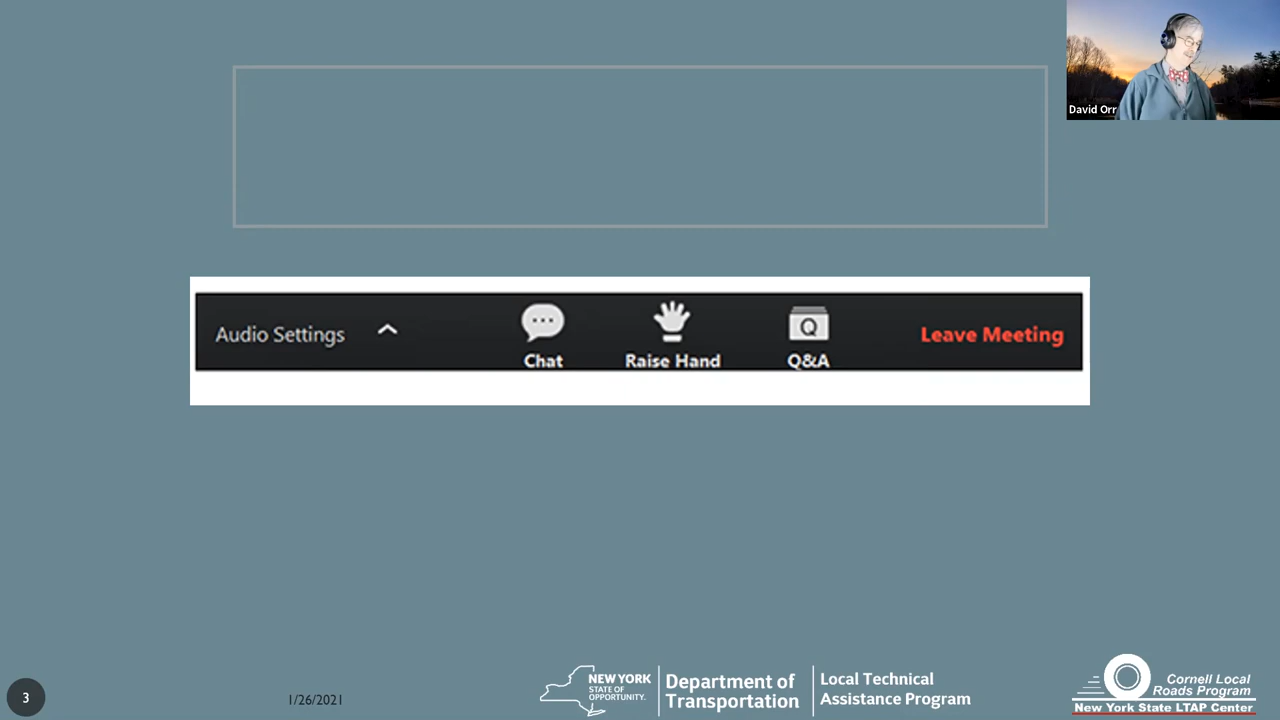 David Orr
Audio Settings
Chat
Raise Hand
Q&A
Leave Meeting
3
1/26/2021
NEW YORK
STATE OF
OPPORTUNITY.
Department of
Transportation
Local Technical
Assistance Program
Cornell Local
Roads Program
New York State LTAP Center